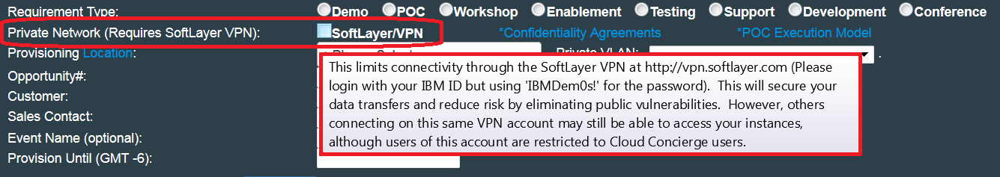 Requirement Type: Demo POC Workshop Enablement Testing Support Development Conference
Private Network (Requires SoftLayer VPN): SoftLayer/VPN *Confidentiality Agreements *POC Execution Model
Provisioning Location: Private VLAN: .
This limits connectivity through the SoftLayer VPN at http://vpn.softlayer.com (Please
login with your IBM ID but using 'IBMDem0s!' for the password). This will secure your
data transfers and reduce risk by eliminating public vulnerabilities. However, others
connecting on this same VPN account may still be able to access your instances,
although users of this account are restricted to Cloud Concierge users.
Opportunity#:
Customer:
Sales Contact:
Event Name (optional):
Provision Until (GMT -6):